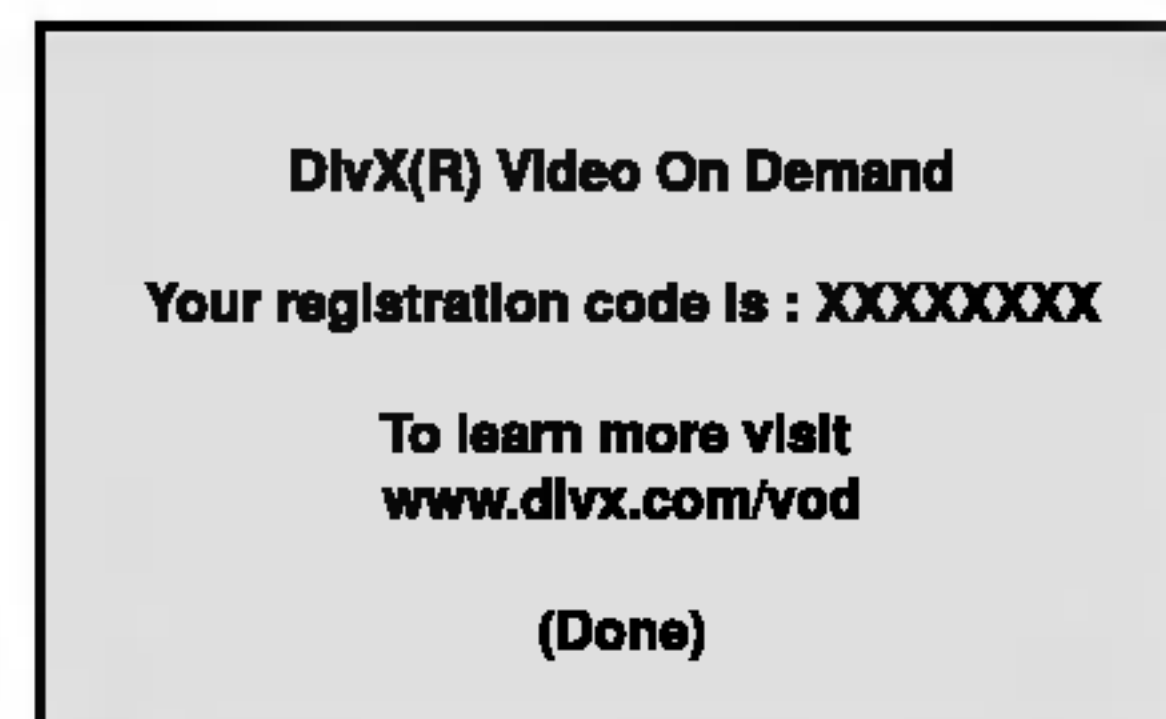 DivX(R) Video On Demand
Your registration code is : XXXXXXXX
To learn more visit
www.divx.com/vod
(Done)